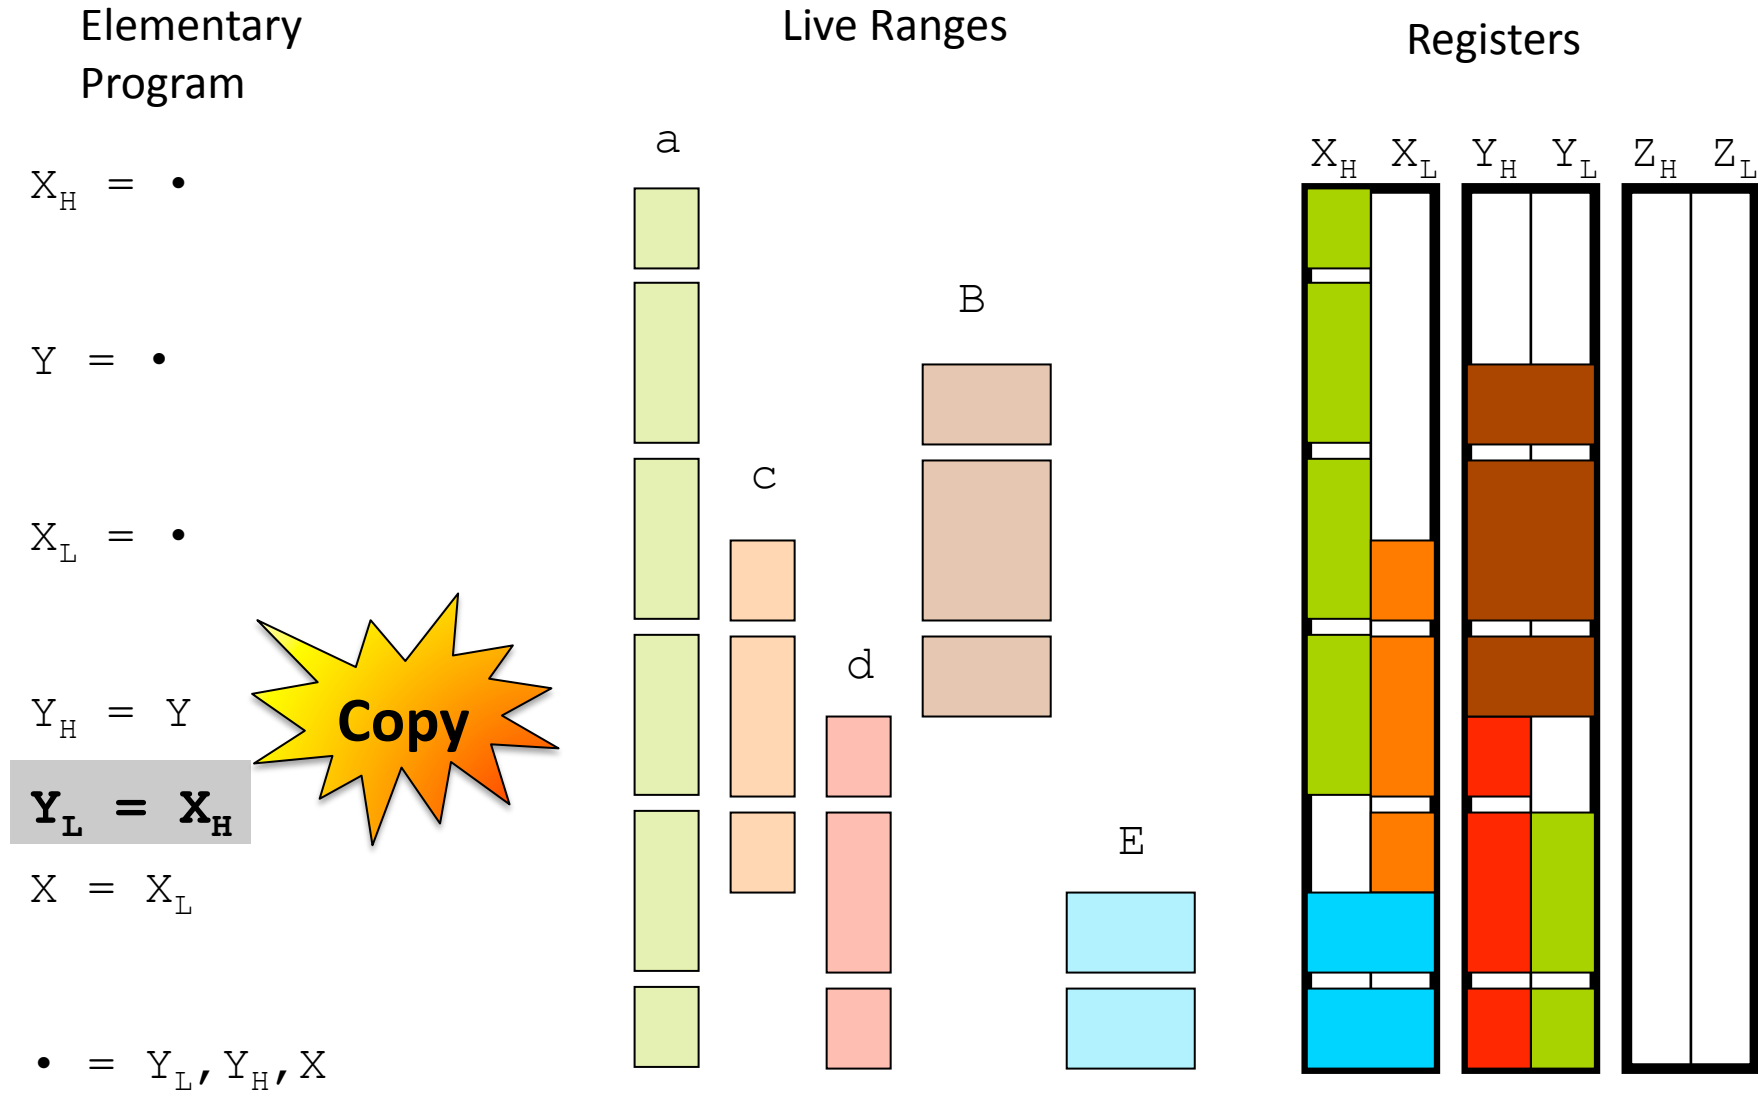 Elementary
Program
Live Ranges
Registers
a
X_H X_L Y_H Y_L Z_H Z_L
X_H = •
B
Y = •
c
X_L = •
d
Y_H = Y
Copy
Y_L = X_H
E
X = X_L
• = Y_L,Y_H,X